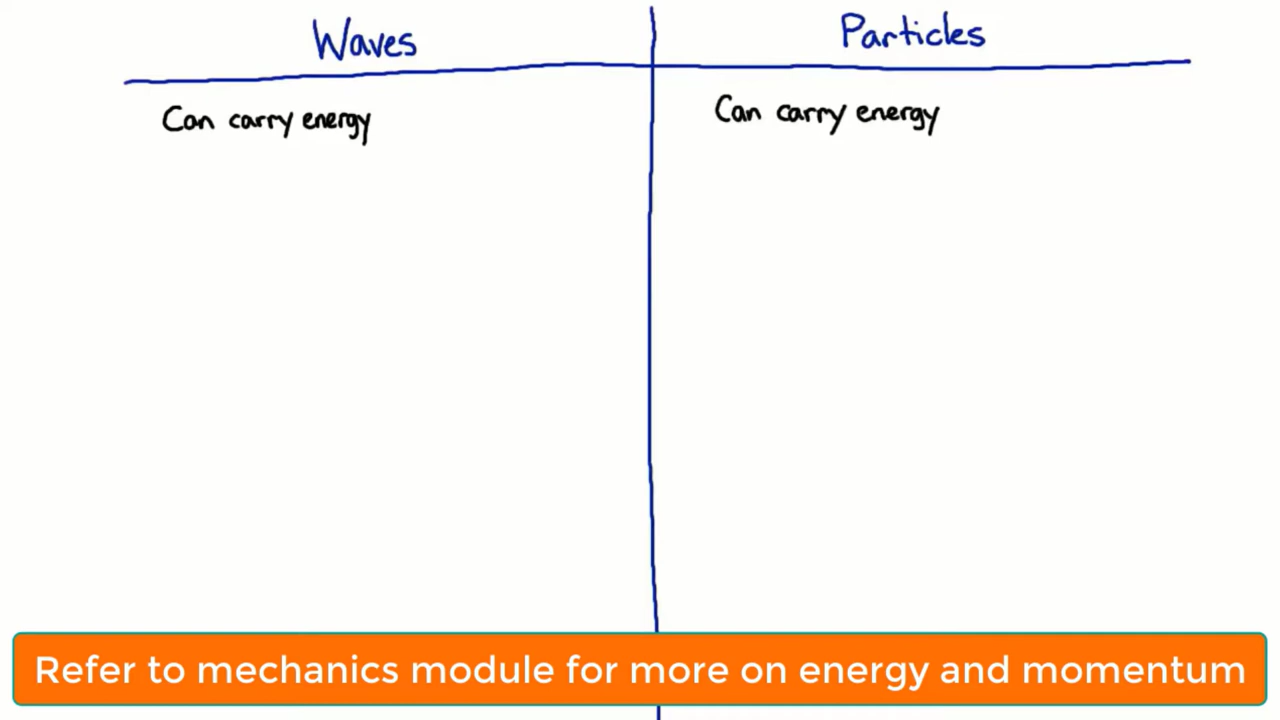 Waves
Particles
Can carry energy
Can carry energy
Refer to mechanics module for more on energy and momentum